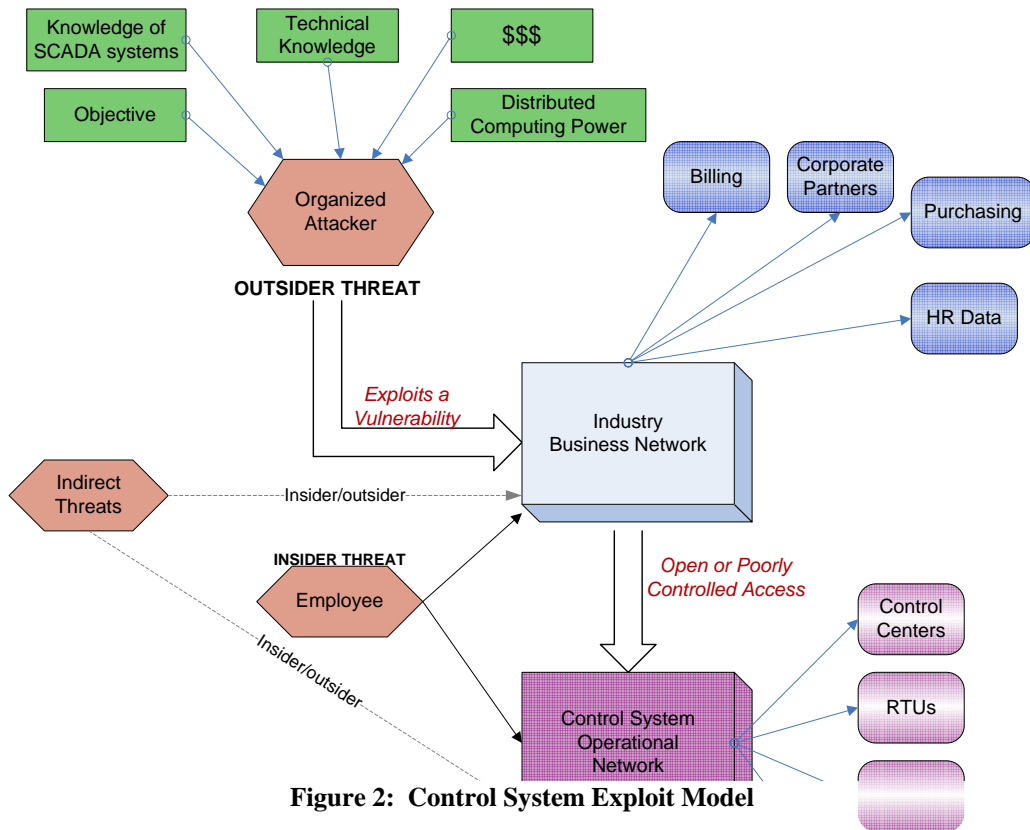 Knowledge of
SCADA systems
Technical
Knowledge
$$$
Objective
Distributed
Computing Power
Organized
Attacker
OUTSIDER THREAT
Billing
Corporate
Partners
Purchasing
HR Data
Exploits a
Vulnerability
Industry
Business Network
Indirect
Threats
Insider/outsider
INSIDER THREAT
Employee
Insider/outsider
Open or Poorly
Controlled Access
Control
Centers
RTUs
Control System
Operational
Network
Figure 2: Control System Exploit Model